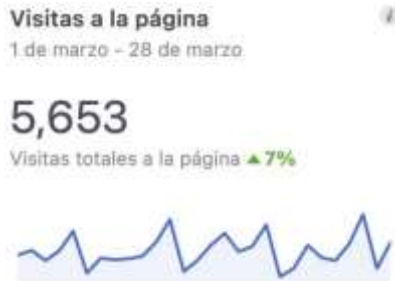 Visitas a la página
1 de marzo - 28 de marzo
5,653
Visitas totales a la página ▲ 7%